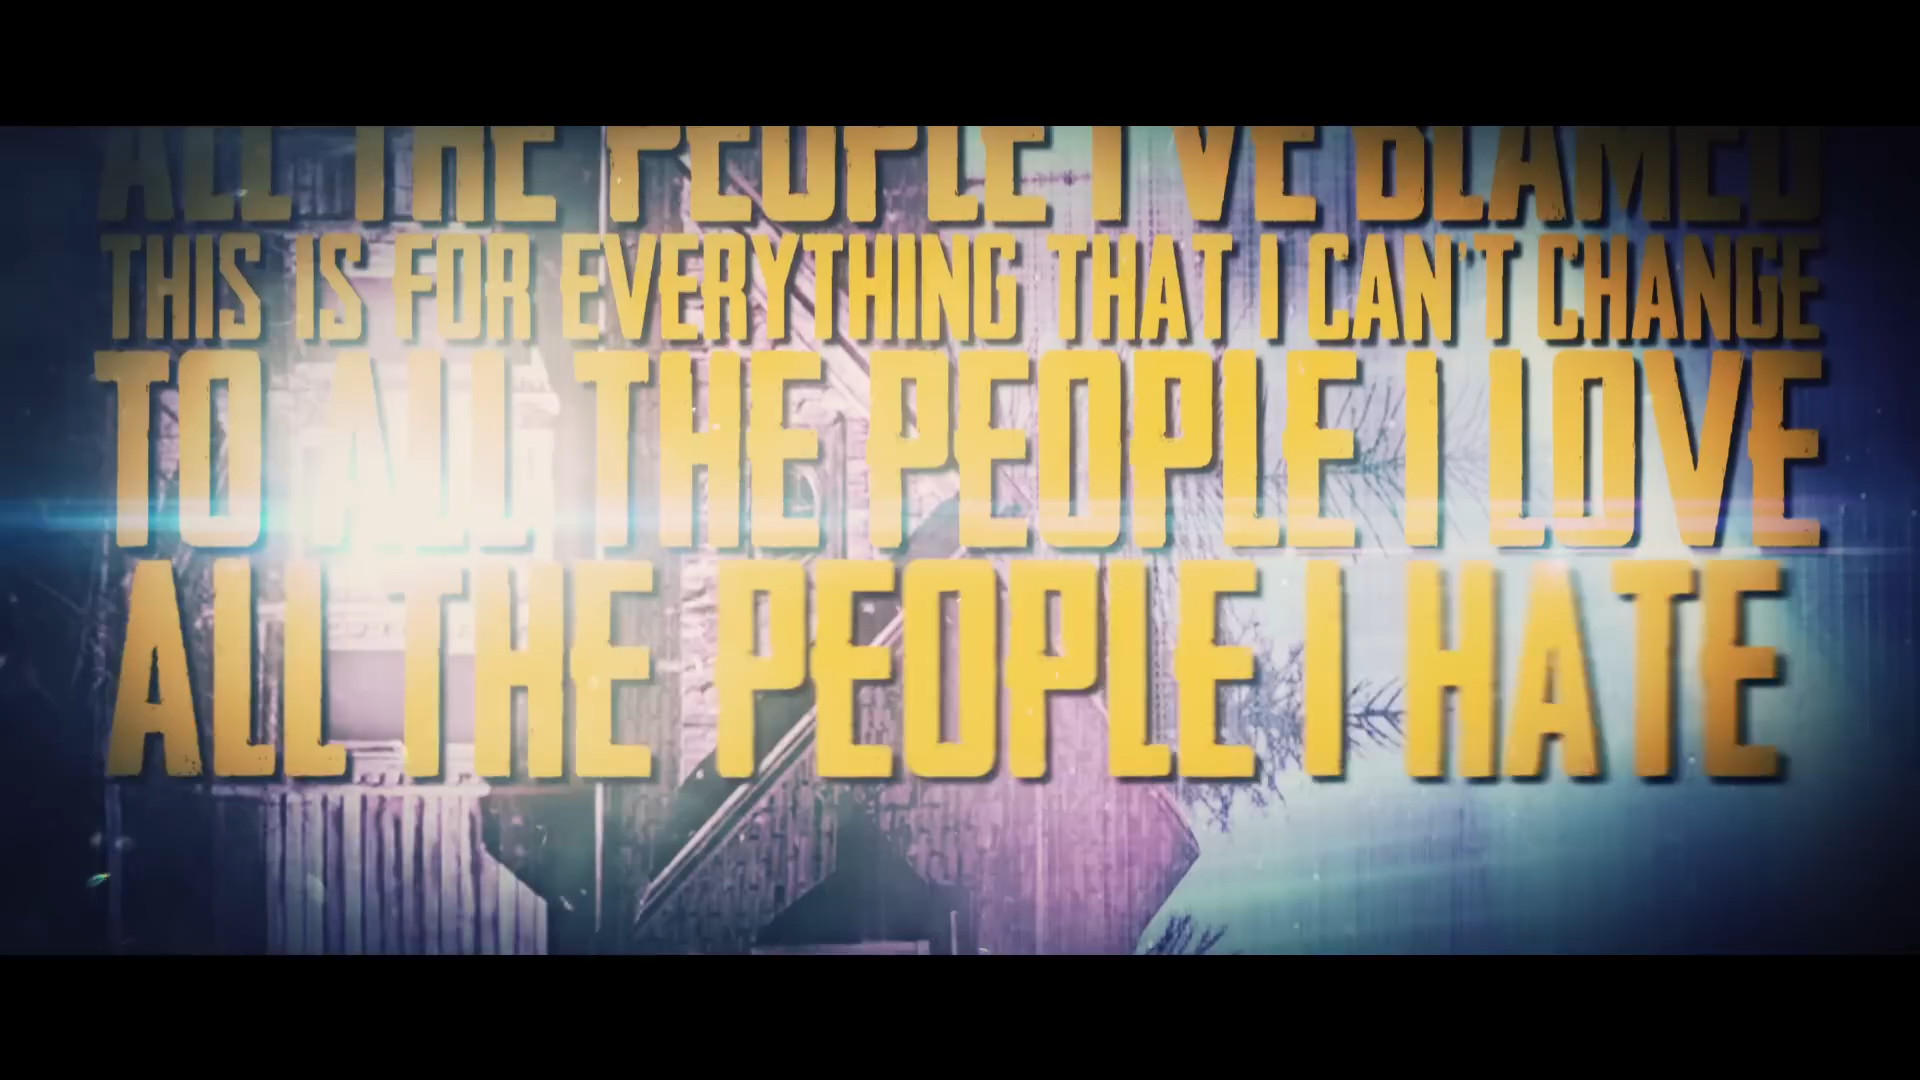 ALL THE PEOPLE I'VE BLAMED
THIS IS FOR EVERYTHING THAT I CAN'T CHANGE
TO ALL THE PEOPLE I LOVE
ALL THE PEOPLE I HATE